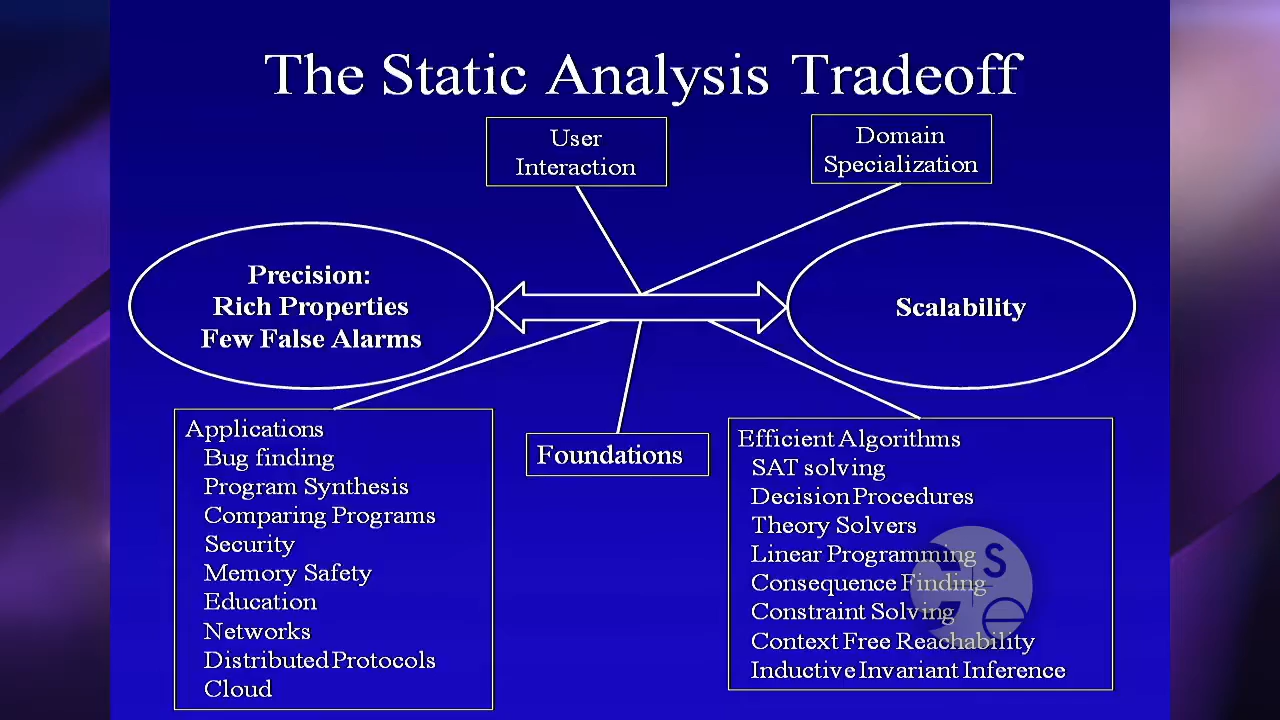 The Static Analysis Tradeoff
User
Interaction
Domain
Specialization
Precision:
Rich Properties
Few False Alarms
Scalability
Applications
Bug finding
Program Synthesis
Comparing Programs
Security
Memory Safety
Education
Networks
Distributed Protocols
Cloud
Foundations
Efficient Algorithms
SAT solving
Decision Procedures
Theory Solvers
Linear Programming
Consequence Finding
Constraint Solving
Context Free Reachability
Inductive Invariant Inference